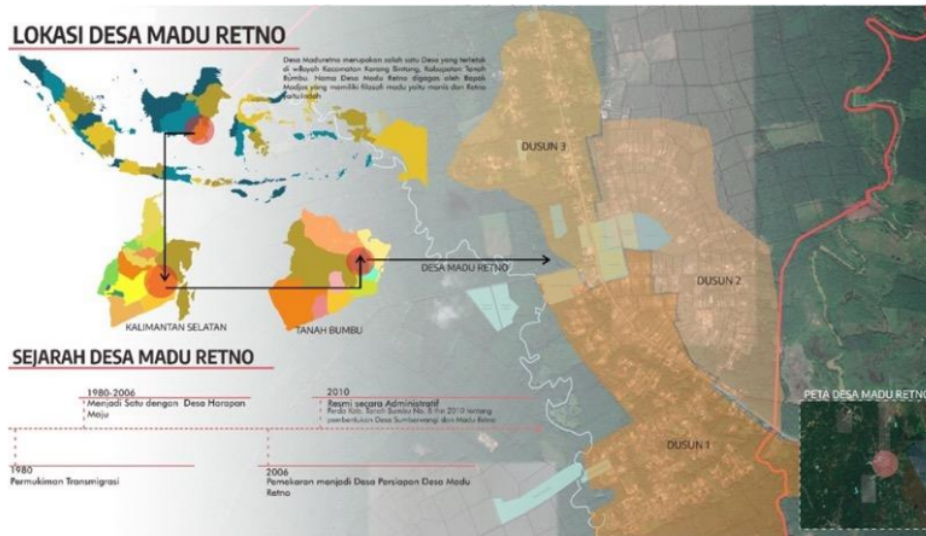 LOKASI DESA MADU RETNO
Desa Maduretno merupakan salah satu Desa yang terletak
di wilayah Kecamatan Karang Bintang, Kabupaten Tanah
Bumbu. Nama Desa Madu Retno digagas oleh Bapak
Madjos yang memiliki filosofi madu yaitu manis dan Retno
yaitu indah
DUSUN 3
DUSUN 2
DESA MADU RETNO
KALIMANTAN SELATAN
TANAH BUMBU
SEJARAH DESA MADU RETNO
1980-2006
Menjadi Satu dengan Desa Harapan
Maju
2010
Resmi secara Administratif
Perda Kab. Tanah Bumbu No. 8 thn 2010 tentang
pembentukan Desa Sumberwangi dan Madu Retno
1980
Permukiman Transmigrasi
2006
Pemekaran menjadi Desa Persiapan Desa Madu
Retno
DUSUN 1
PETA DESA MADU RETNO